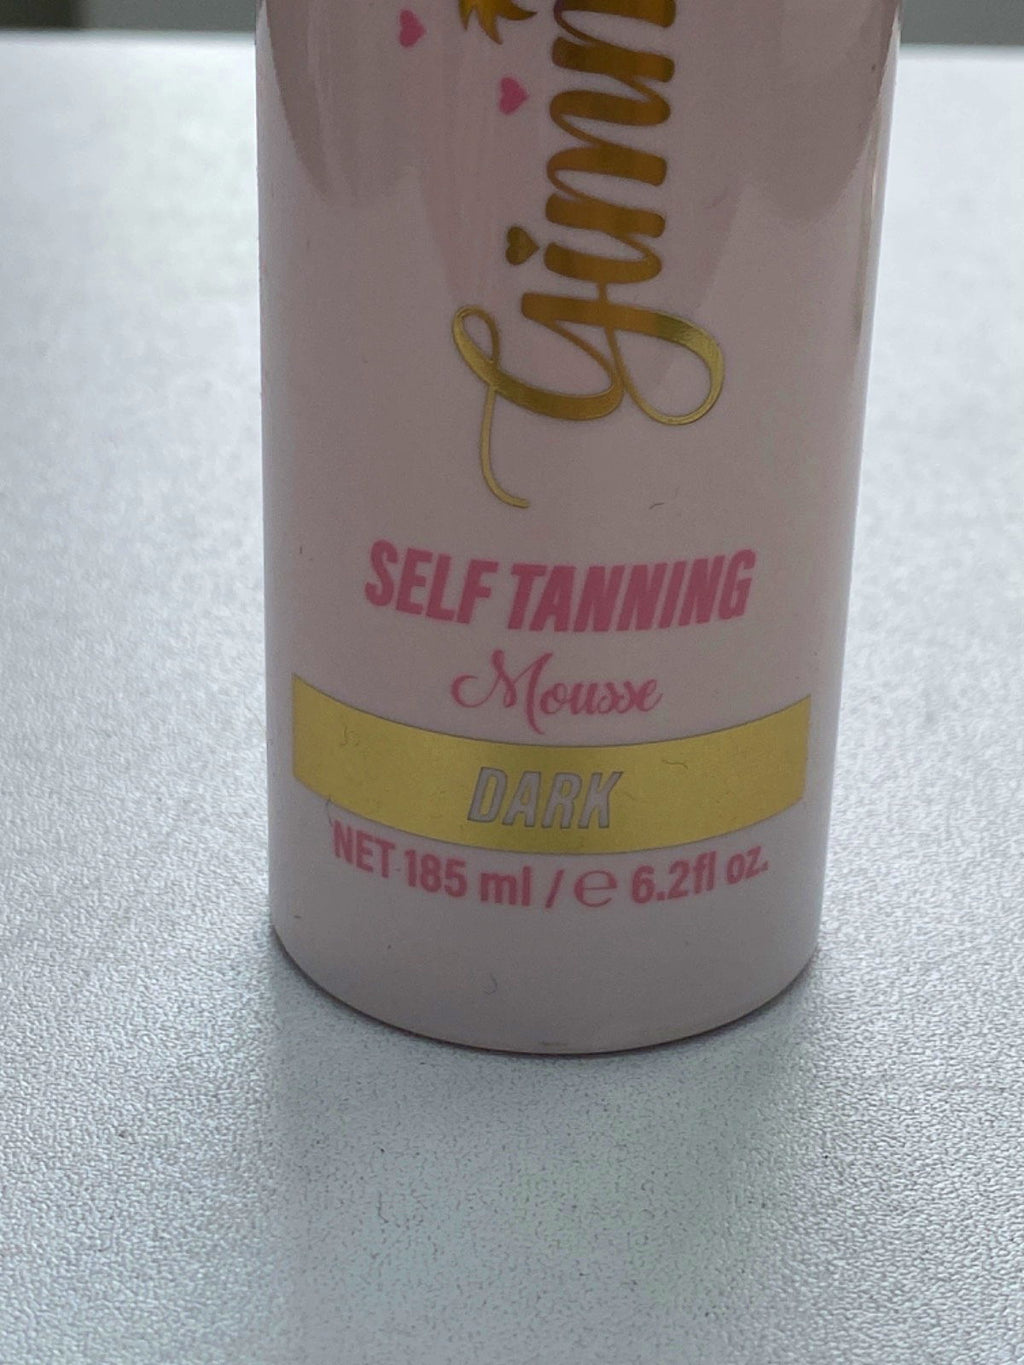 SELF TANNING
Mousse
DARK
NET 185 ml / ℮ 6.2fl oz.